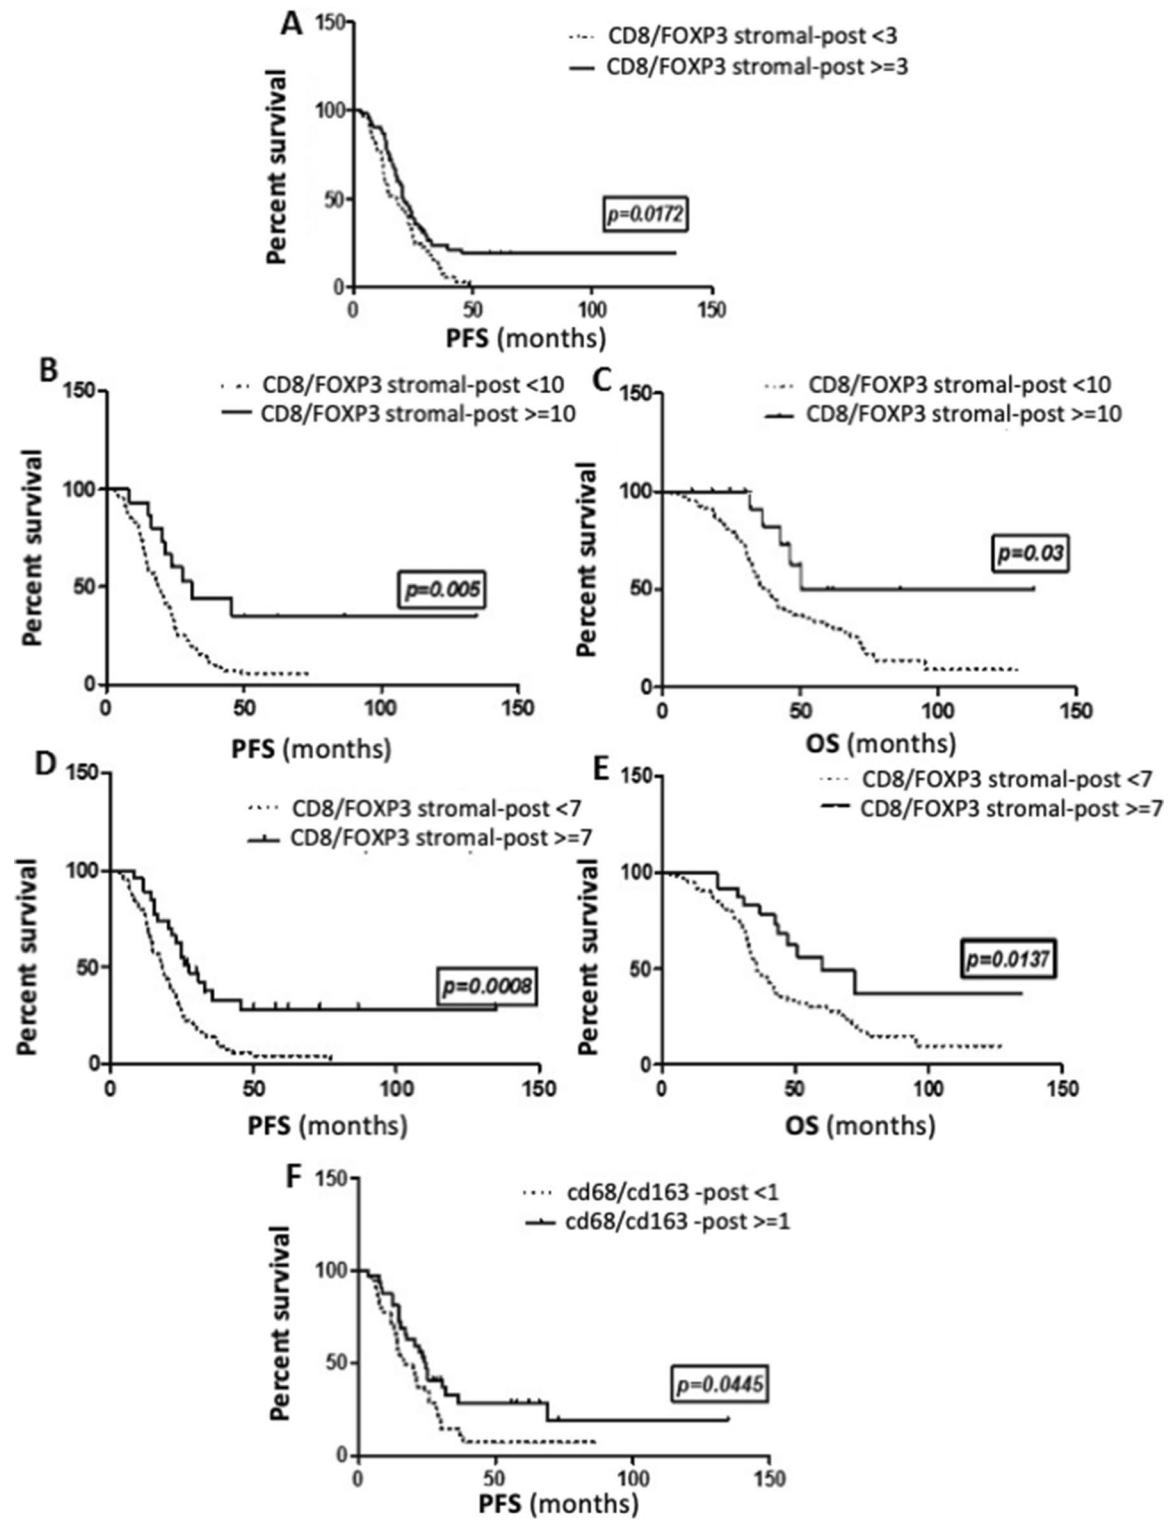 A
150
CD8/FOXP3 stromal-post <3
CD8/FOXP3 stromal-post >=3
100
50
0
Percent survival
p=0.0172
0 50 100 150
PFS (months)
B
150
CD8/FOXP3 stromal-post <10
CD8/FOXP3 stromal-post >=10
100
50
0
Percent survival
p=0.005
0 50 100 150
PFS (months)
C
150
CD8/FOXP3 stromal-post <10
CD8/FOXP3 stromal-post >=10
100
50
0
Percent survival
p=0.03
0 50 100 150
OS (months)
D
150
CD8/FOXP3 stromal-post <7
CD8/FOXP3 stromal-post >=7
100
50
0
Percent survival
p=0.0008
0 50 100 150
PFS (months)
E
150
CD8/FOXP3 stromal-post <7
CD8/FOXP3 stromal-post >=7
100
50
0
Percent survival
p=0.0137
0 50 100 150
OS (months)
F
150
cd68/cd163 -post <1
cd68/cd163 -post >=1
100
50
0
Percent survival
p=0.0445
0 50 100 150
PFS (months)